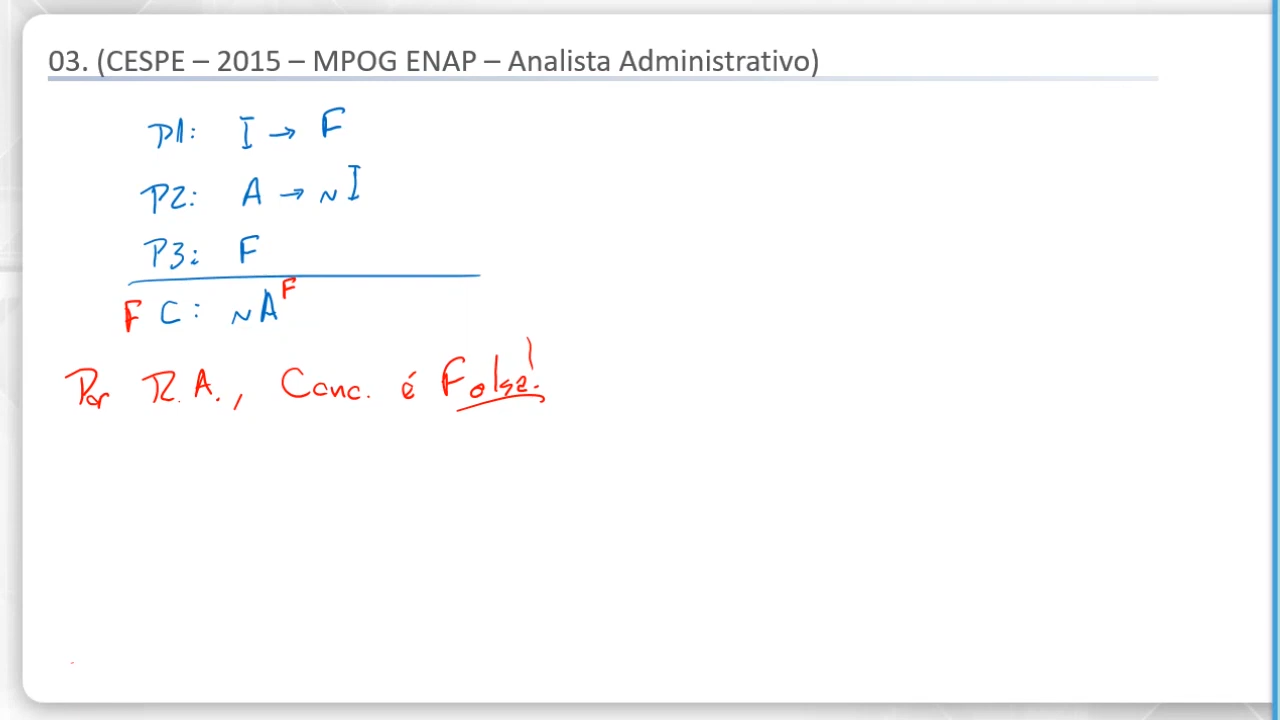 03. (CESPE – 2015 – MPOG ENAP – Analista Administrativo)
P1: I → F
P2: A → ~I
P3: F
F C: ~A F
Por R.A., Conc. é Falsa!